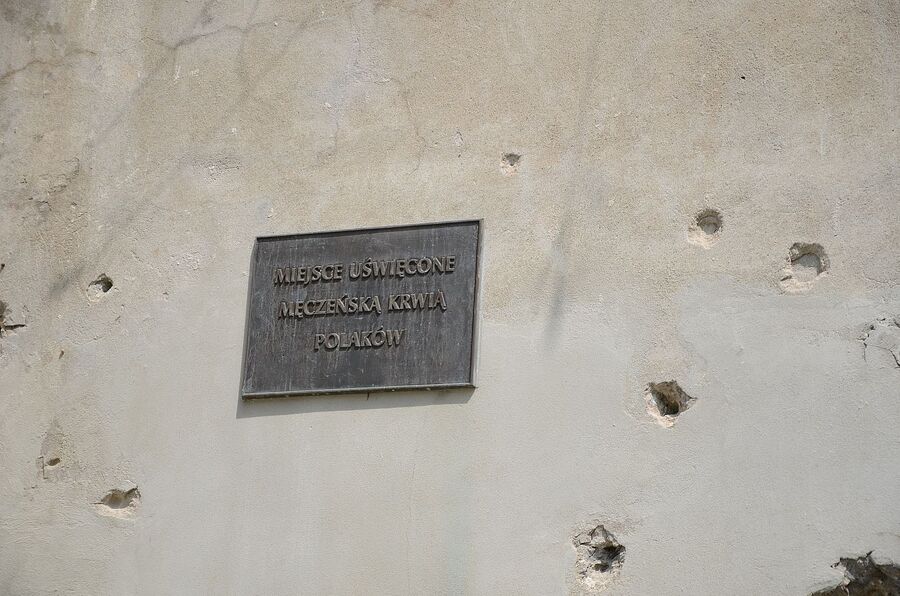 MIEJSCE UŚWIĘCONE
MĘCZEŃSKĄ KRWIĄ
POLAKÓW